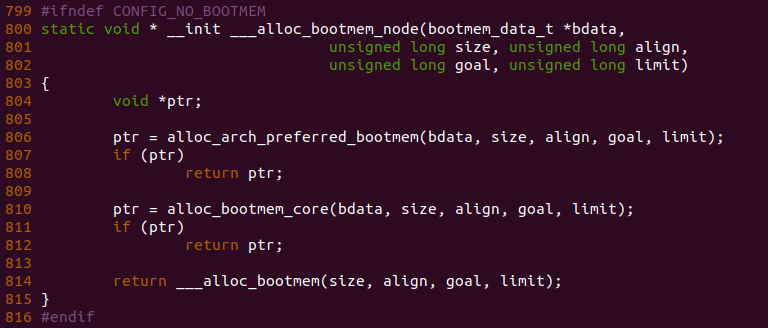 799 #ifndef CONFIG_NO_BOOTMEM
800 static void * __init ___alloc_bootmem_node(bootmem_data_t *bdata,
801                                 unsigned long size, unsigned long align,
802                                 unsigned long goal, unsigned long limit)
803 {
804         void *ptr;
805
806         ptr = alloc_arch_preferred_bootmem(bdata, size, align, goal, limit);
807         if (ptr)
808                 return ptr;
809
810         ptr = alloc_bootmem_core(bdata, size, align, goal, limit);
811         if (ptr)
812                 return ptr;
813
814         return ___alloc_bootmem(size, align, goal, limit);
815 }
816 #endif